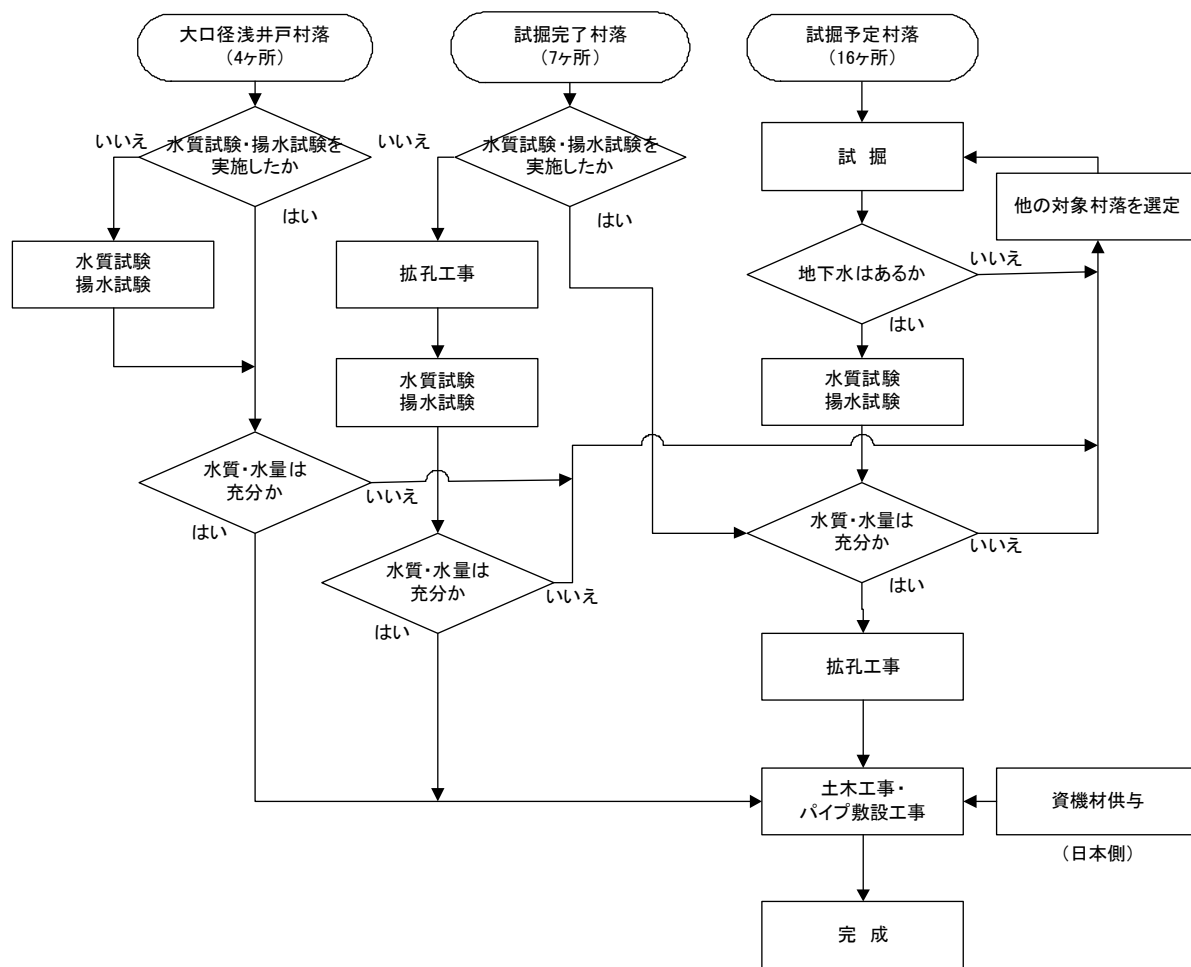 大口径浅井戸村落
(4ヶ所)
試掘完了村落
(7ヶ所)
試掘予定村落
(16ヶ所)
いいえ
水質試験・揚水試験を
実施したか
はい
いいえ
水質試験・揚水試験を
実施したか
はい
試 掘
他の対象村落を選定
水質試験
揚水試験
拡孔工事
地下水はあるか
いいえ
はい
水質試験
揚水試験
水質試験
揚水試験
水質・水量は
充分か
いいえ
はい
水質・水量は
充分か
いいえ
はい
水質・水量は
充分か
いいえ
はい
拡孔工事
土木工事・
パイプ敷設工事
資機材供与
(日本側)
完 成